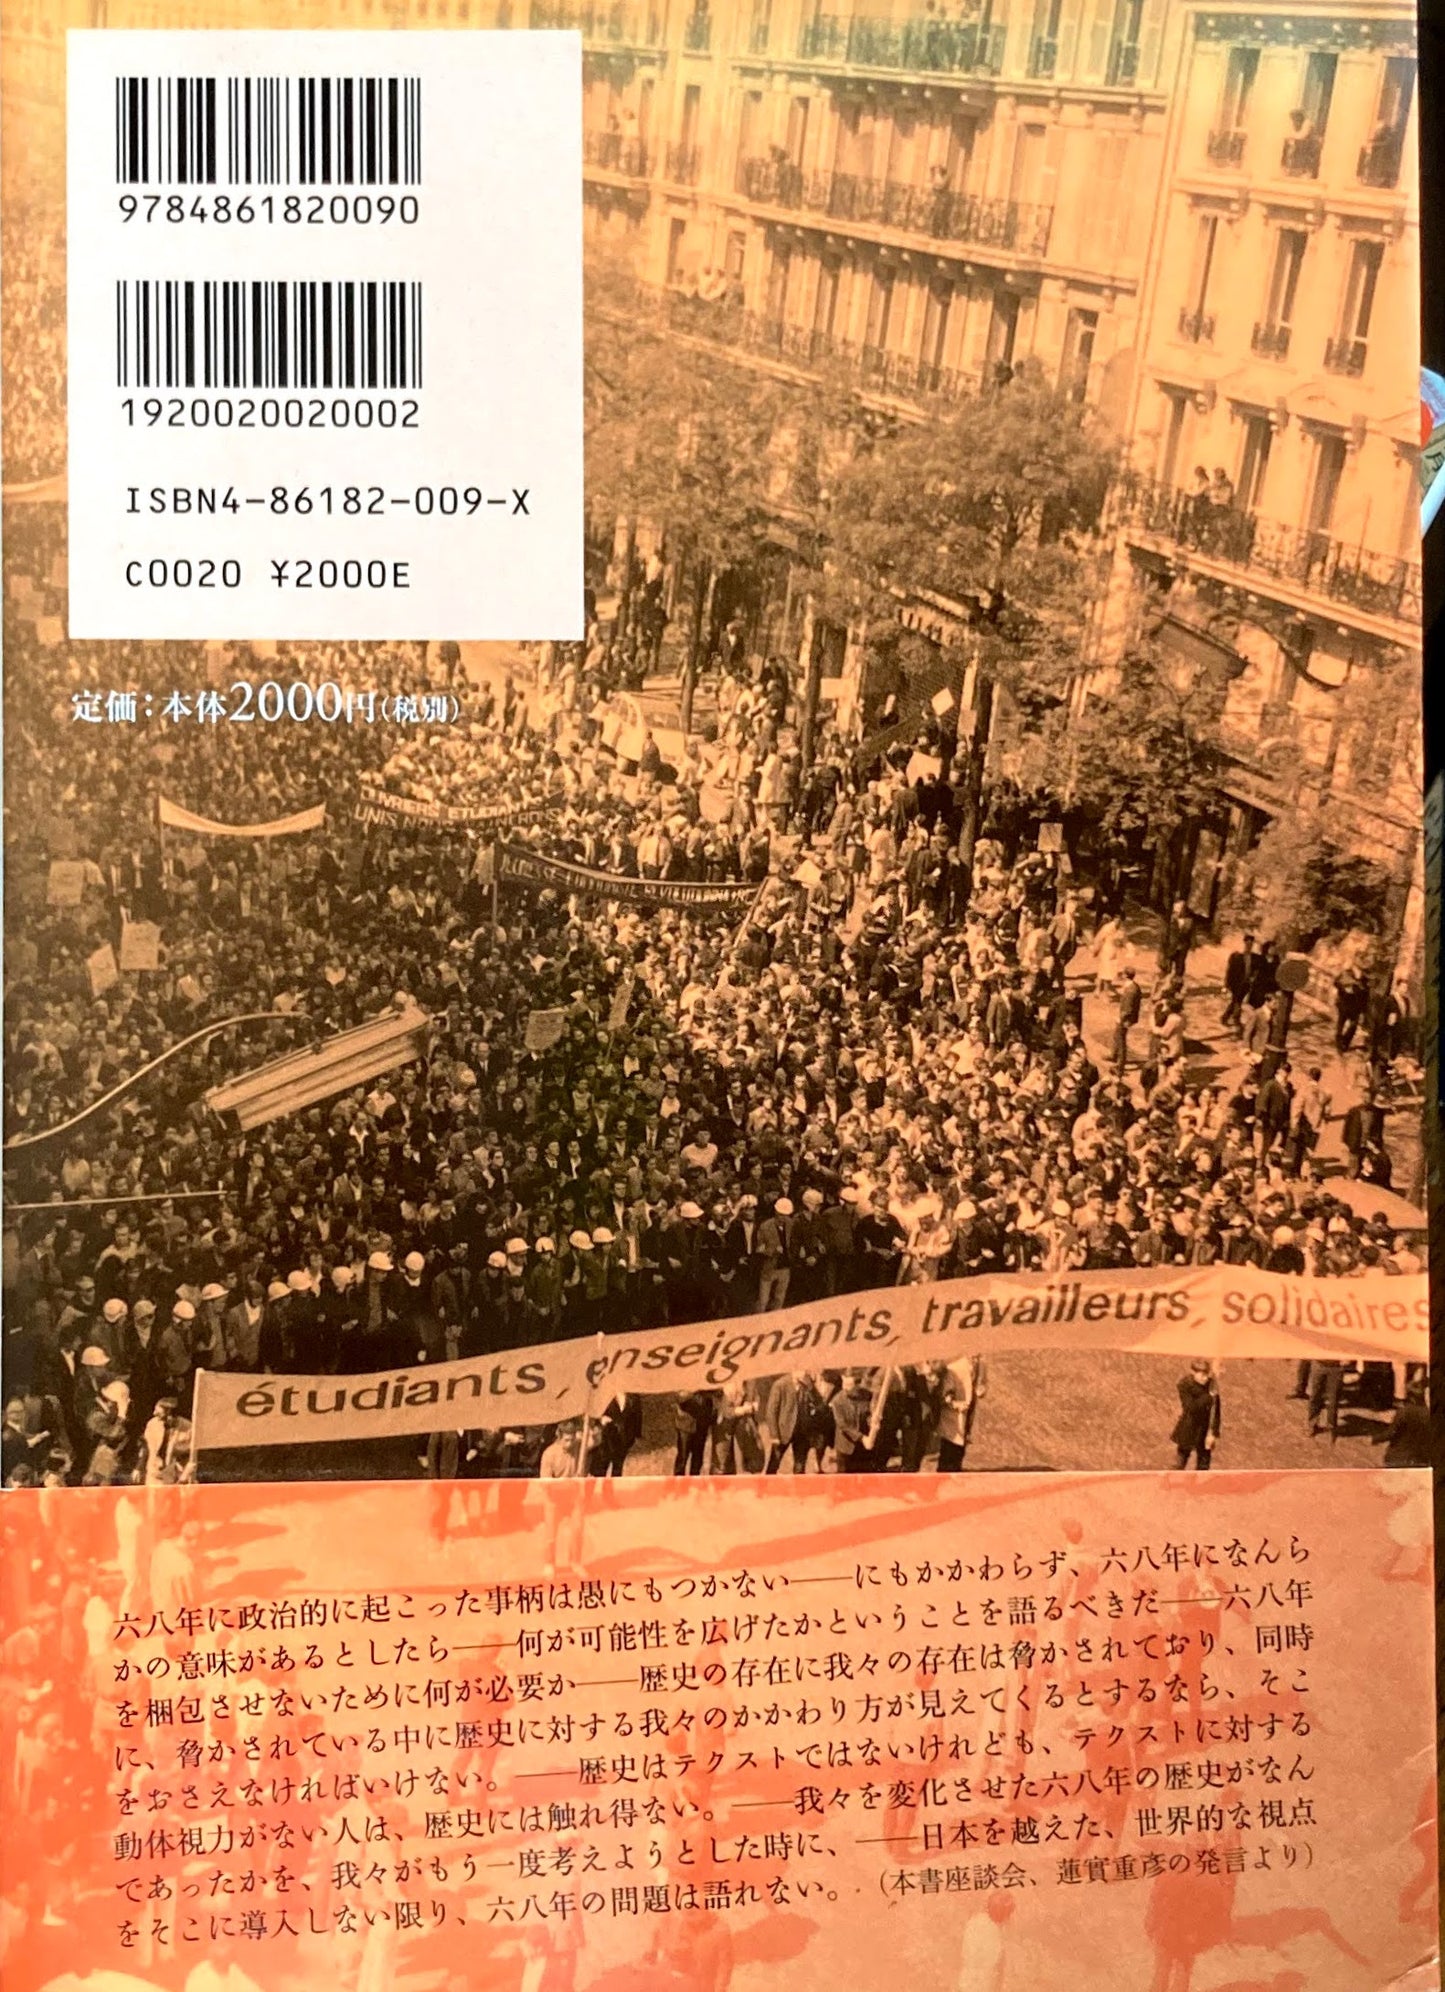 9784861820090
1920020020002
ISBN4-86182-009-X
C0020 ¥2000E
定価：本体2000円（税別）
OUVRIERS ETUDIANTS
UNIS NOUS
étudiants, enseignants, travailleurs, solidaires
六八年に政治的に起こった事柄は愚にもつかない――にもかかわらず、六八年になんら
かの意味があるとしたら――何が可能性を広げたかということを語るべきだ――六八年
を梱包させないために何が必要か――歴史の存在に我々の存在は脅かされており、同時
に、脅かされている中に歴史に対する我々のかかわり方が見えてくるとするなら、そこ
をおさえなければいけない。――歴史はテクストではないけれども、テクストに対する
動体視力がない人は、歴史には触れ得ない。――我々を変化させた六八年の歴史がなん
であったかを、我々がもう一度考えようとした時に、――日本を越えた、世界的な視点
をそこに導入しない限り、六八年の問題は語れない。（本書座談会、蓮實重彦の発言より）